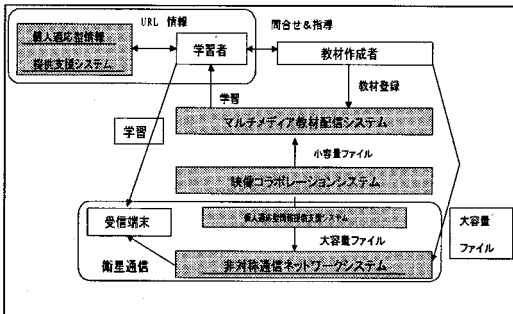 URL 情報
問合せ&指導
個人適応型情報
提供支援システム
学習者
教材作成者
学習
教材登録
マルチメディア教材配信システム
学習
小容量ファイル
映像コラボレーションシステム
受信端末
個人適応型情報提供支援システム
大容量
ファイル
大容量ファイル
衛星通信
非対称通信ネットワークシステム